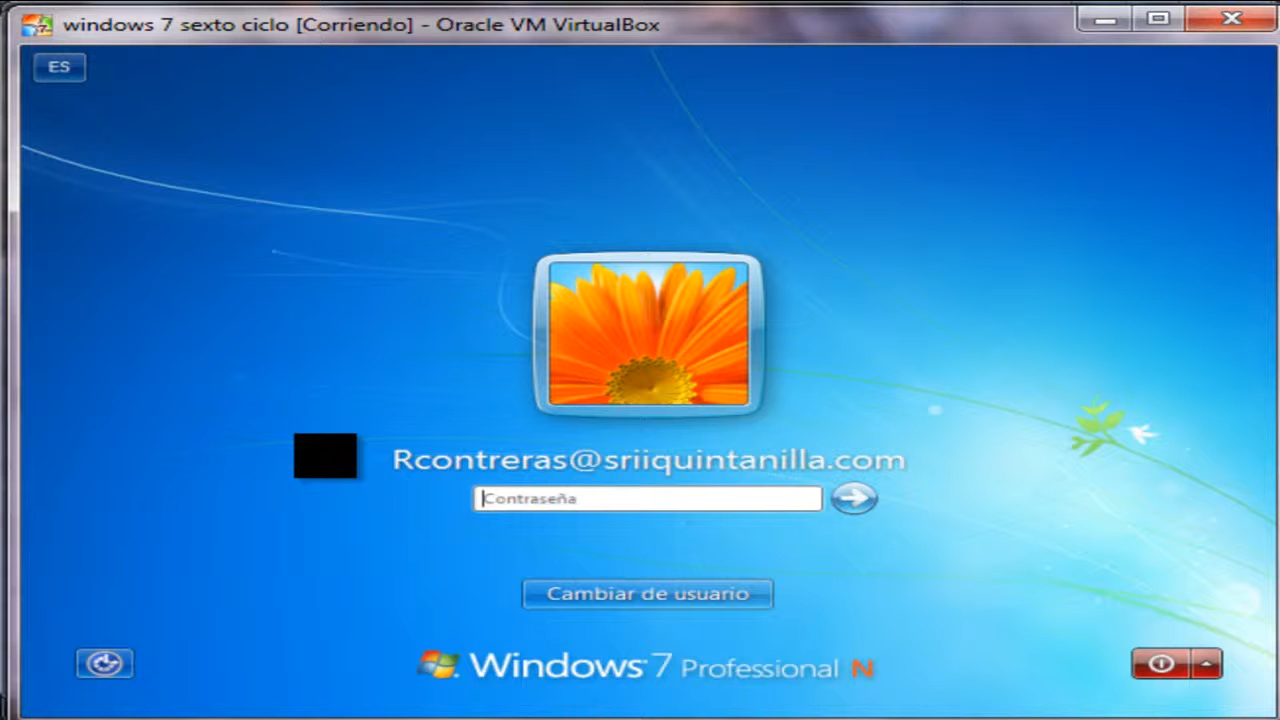 windows 7 sexto ciclo [Corriendo] - Oracle VM VirtualBox
ES
Rcontreras@sriiquintanilla.com
Contraseña
Cambiar de usuario
Windows 7 Professional N